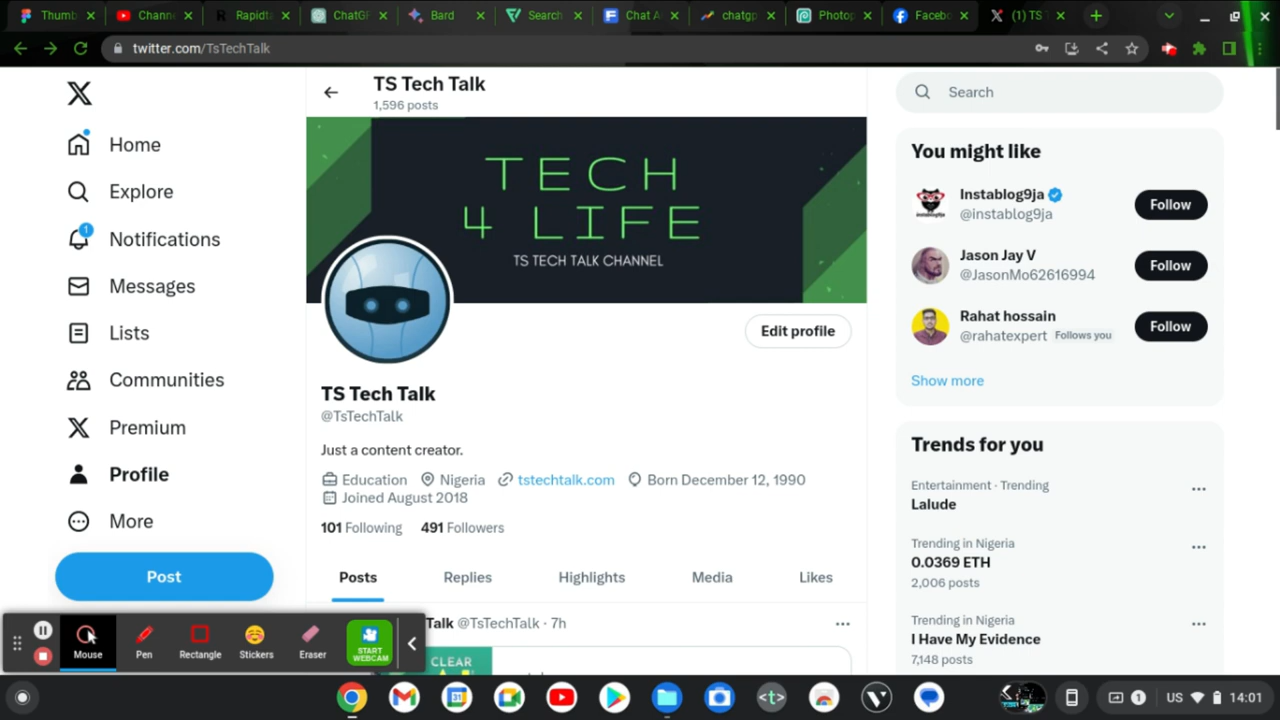 Thumb
Channe
Rapidta
ChatGP
Bard
Search
Chat A
chatgp
Photop
Facebo
(1) TS
twitter.com/TsTechTalk
TS Tech Talk
1,596 posts
Home
Explore
1
Notifications
Messages
Lists
Communities
Premium
Profile
More
Post
TECH
4 LIFE
TS TECH TALK CHANNEL
Edit profile
TS Tech Talk
@TsTechTalk
Just a content creator.
Education Nigeria tstechtalk.com Born December 12, 1990
Joined August 2018
101 Following 491 Followers
Posts Replies Highlights Media Likes
Talk @TsTechTalk · 7h
CLEAR
Search
You might like
Instablog9ja
@instablog9ja
Follow
Jason Jay V
@JasonMo62616994
Follow
Rahat hossain
@rahatexpert Follows you
Follow
Show more
Trends for you
Entertainment · Trending
Lalude
Trending in Nigeria
0.0369 ETH
2,006 posts
Trending in Nigeria
I Have My Evidence
7,148 posts
Mouse Pen Rectangle Stickers Eraser
START
WEBCAM
31
<t>
1 US 14:01